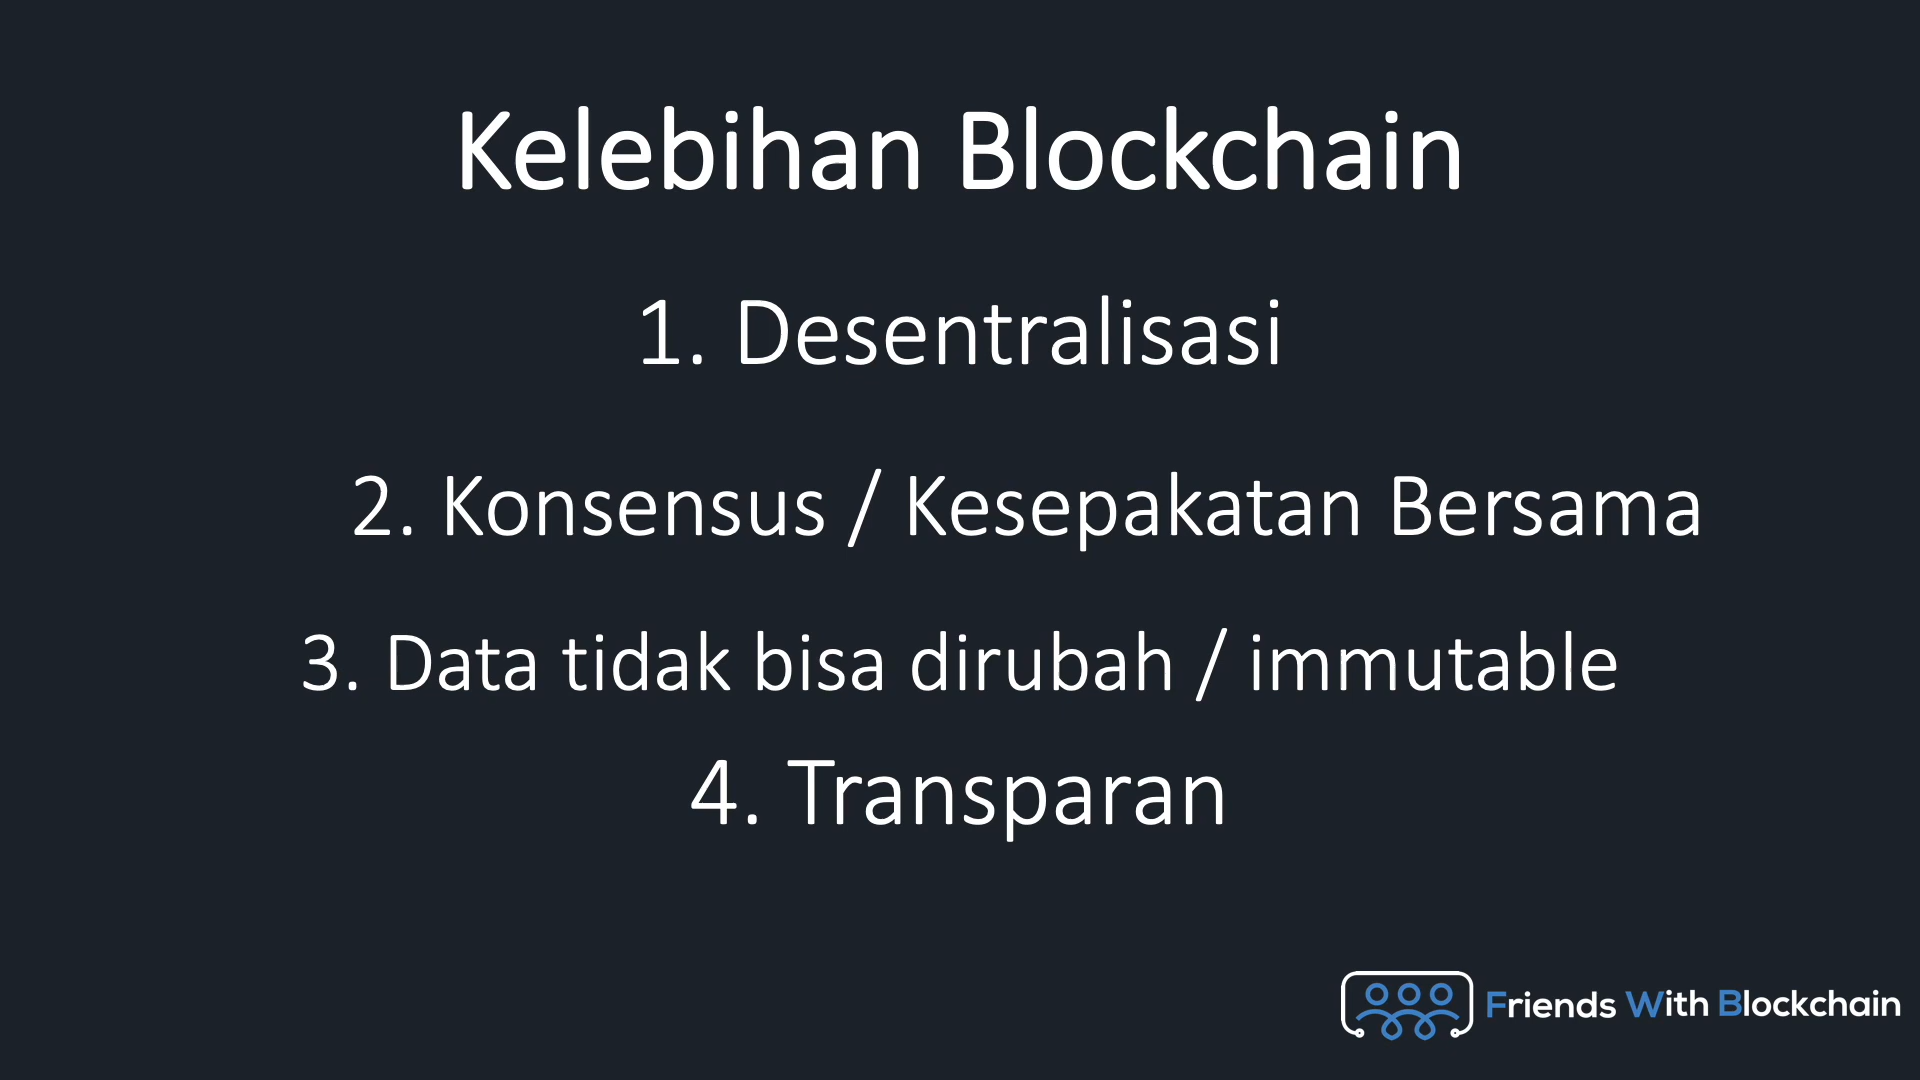 Kelebihan Blockchain
1. Desentralisasi
2. Konsensus / Kesepakatan Bersama
3. Data tidak bisa dirubah / immutable
4. Transparan
Friends With Blockchain